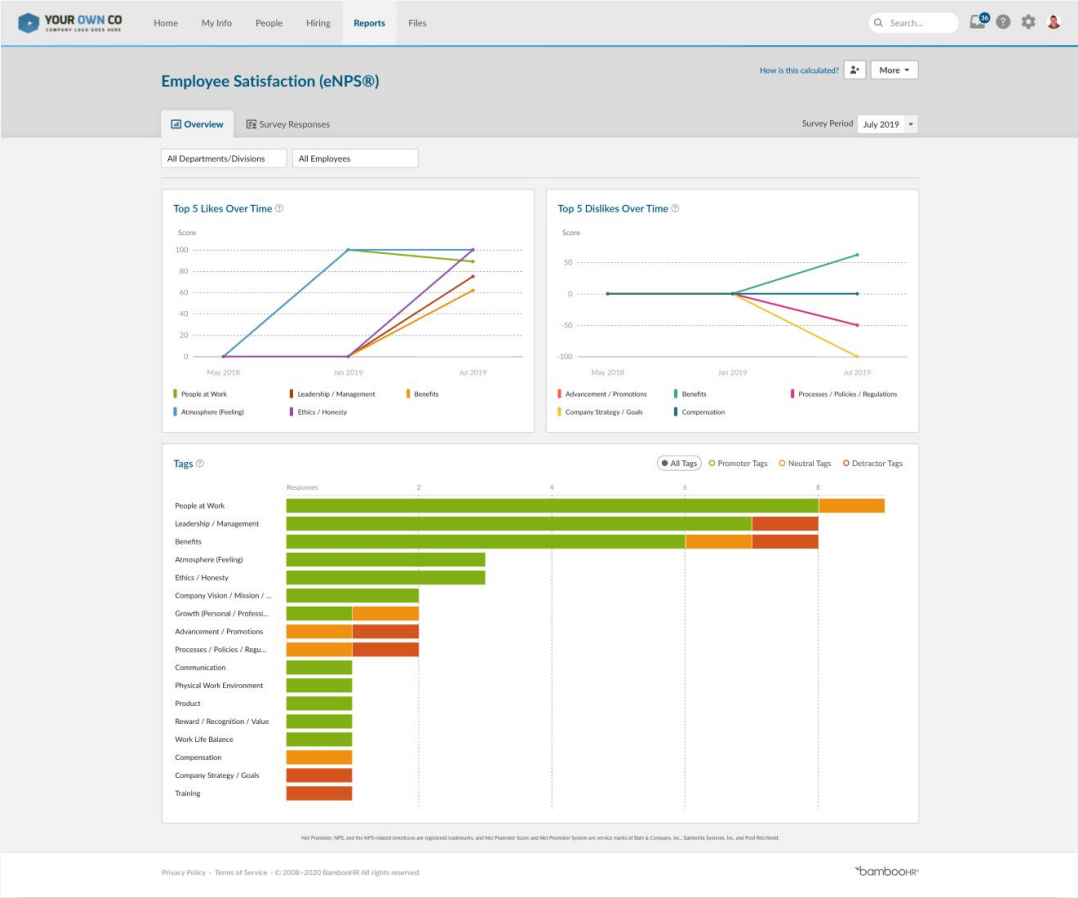 YOUR OWN CO
COMPANY LOGO GOES HERE
Home My Info People Hiring Reports Files
Search...
36
Employee Satisfaction (eNPS®)
How is this calculated?
More
Overview
Survey Responses
Survey Period
July 2019
All Departments/Divisions
All Employees
Top 5 Likes Over Time
Score
100
80
60
40
20
0
May 2018 Jan 2019 Jul 2019
People at Work Leadership / Management Benefits
Atmosphere (Feeling) Ethics / Honesty
Top 5 Dislikes Over Time
Score
50
0
-50
-100
May 2018 Jan 2019 Jul 2019
Advancement / Promotions Benefits Processes / Policies / Regulations
Company Strategy / Goals Compensation
Tags
All Tags Promoter Tags Neutral Tags Detractor Tags
Responses 2 4 6 8
People at Work
Leadership / Management
Benefits
Atmosphere (Feeling)
Ethics / Honesty
Company Vision / Mission / ...
Growth (Personal / Professi...
Advancement / Promotions
Processes / Policies / Regu...
Communication
Physical Work Environment
Product
Reward / Recognition / Value
Work Life Balance
Compensation
Company Strategy / Goals
Training
Net Promoter, NPS, and the NPS-related emoticons are registered trademarks, and Net Promoter Score and Net Promoter System are service marks of Bain & Company, Inc., Satmetrix Systems, Inc. and Fred Reichheld.
Privacy Policy · Terms of Service · © 2008–2020 BambooHR All rights reserved.
bambooHR